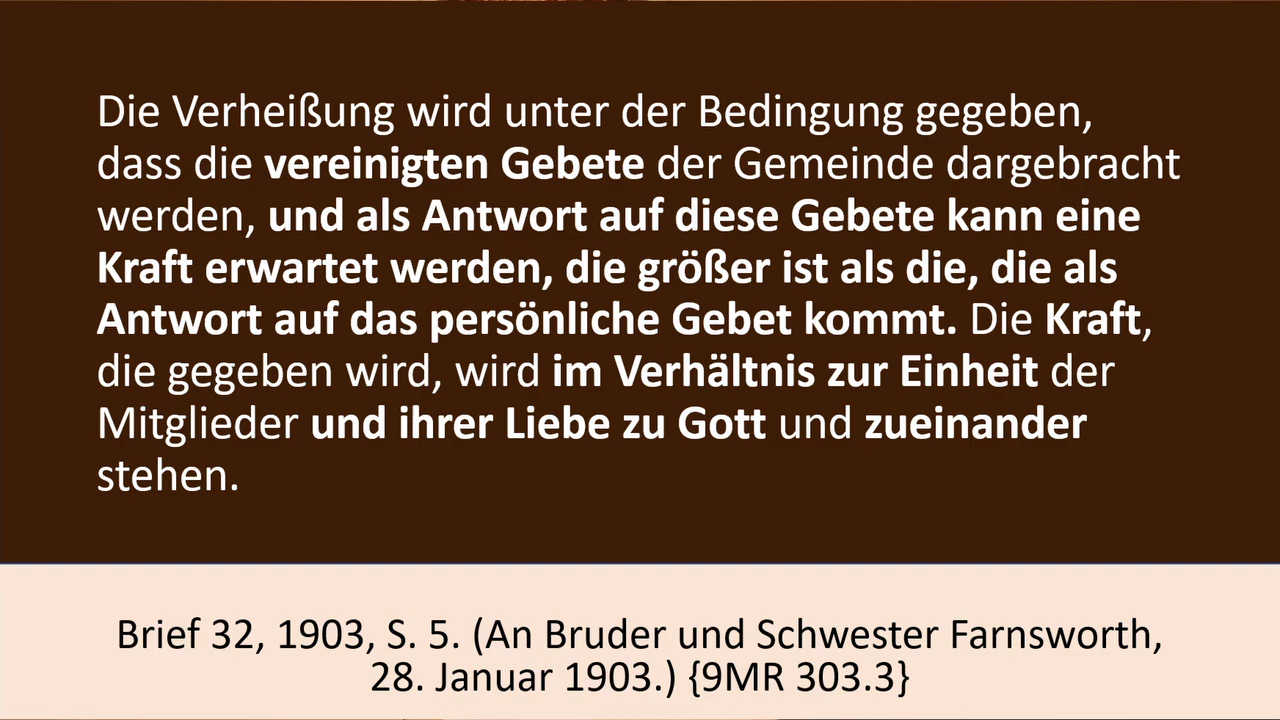 Die Verheißung wird unter der Bedingung gegeben,
dass die vereinigten Gebete der Gemeinde dargebracht
werden, und als Antwort auf diese Gebete kann eine
Kraft erwartet werden, die größer ist als die, die als
Antwort auf das persönliche Gebet kommt. Die Kraft,
die gegeben wird, wird im Verhältnis zur Einheit der
Mitglieder und ihrer Liebe zu Gott und zueinander
stehen.
Brief 32, 1903, S. 5. (An Bruder und Schwester Farnsworth,
28. Januar 1903.) {9MR 303.3}